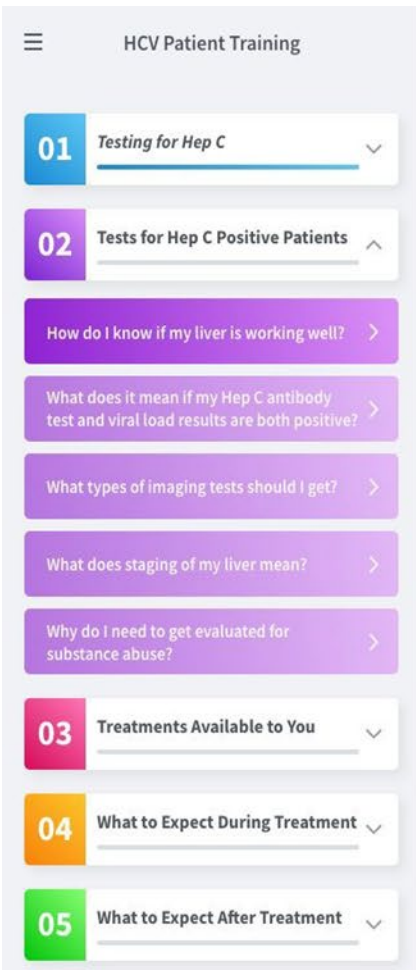 HCV Patient Training
01
Testing for Hep C
02
Tests for Hep C Positive Patients
How do I know if my liver is working well?
What does it mean if my Hep C antibody
test and viral load results are both positive?
What types of imaging tests should I get?
What does staging of my liver mean?
Why do I need to get evaluated for
substance abuse?
03
Treatments Available to You
04
What to Expect During Treatment
05
What to Expect After Treatment